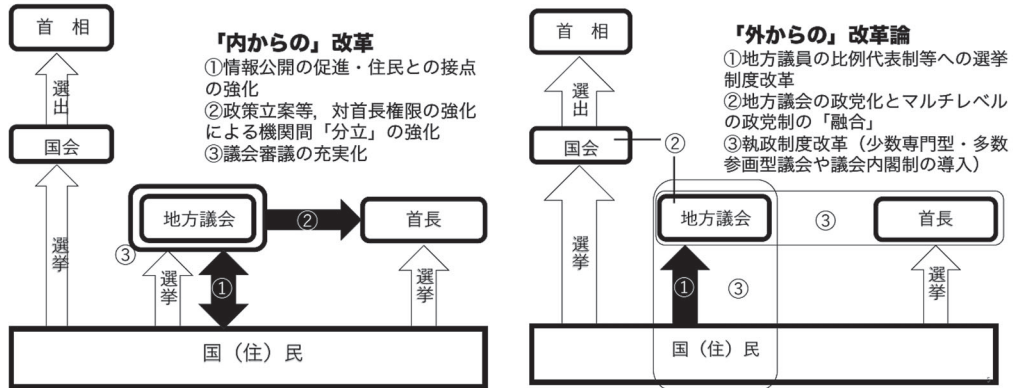 首 相
「内からの」改革
①情報公開の促進・住民との接点
の強化
②政策立案等，対首長権限の強化
による機関間「分立」の強化
③議会審議の充実化
選出
国会
地方議会
②
首長
③
選挙
選挙
①
選挙
国（住）民
首 相
「外からの」改革論
①地方議員の比例代表制等への選挙
制度改革
②地方議会の政党化とマルチレベル
の政党制の「融合」
③執政制度改革（少数専門型・多数
参画型議会や議会内閣制の導入）
選出
国会
②
地方議会
③
首長
選挙
①
③
選挙
国（住）民